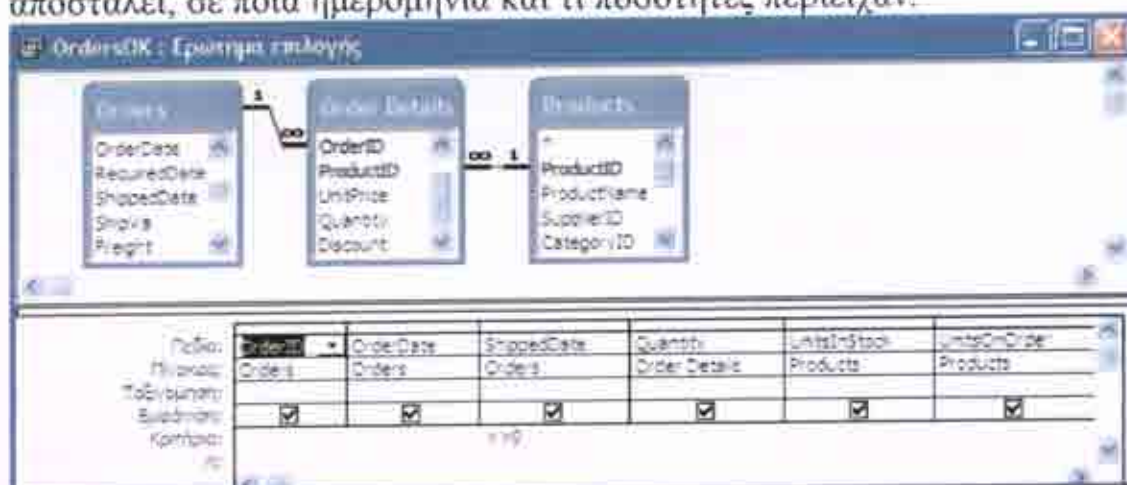 αποσταλεί, σε ποια ημερομηνία και τι ποσότητες περιείχαν.
OrdersOK : Ερώτημα επιλογής
Orders
Order Details
Products
1
∞
∞
1
OrderDate
RequiredDate
ShippedDate
ShipVia
Freight
OrderID
ProductID
UnitPrice
Quantity
Discount
*
ProductID
ProductName
SupplierID
CategoryID
Πεδίο: OrderID OrderDate ShippedDate Quantity UnitsInStock UnitsOnOrder
Πίνακας: Orders Orders Orders Order Details Products Products
Ταξινόμηση:
Εμφάνιση:
Κριτήρια:
Ή: